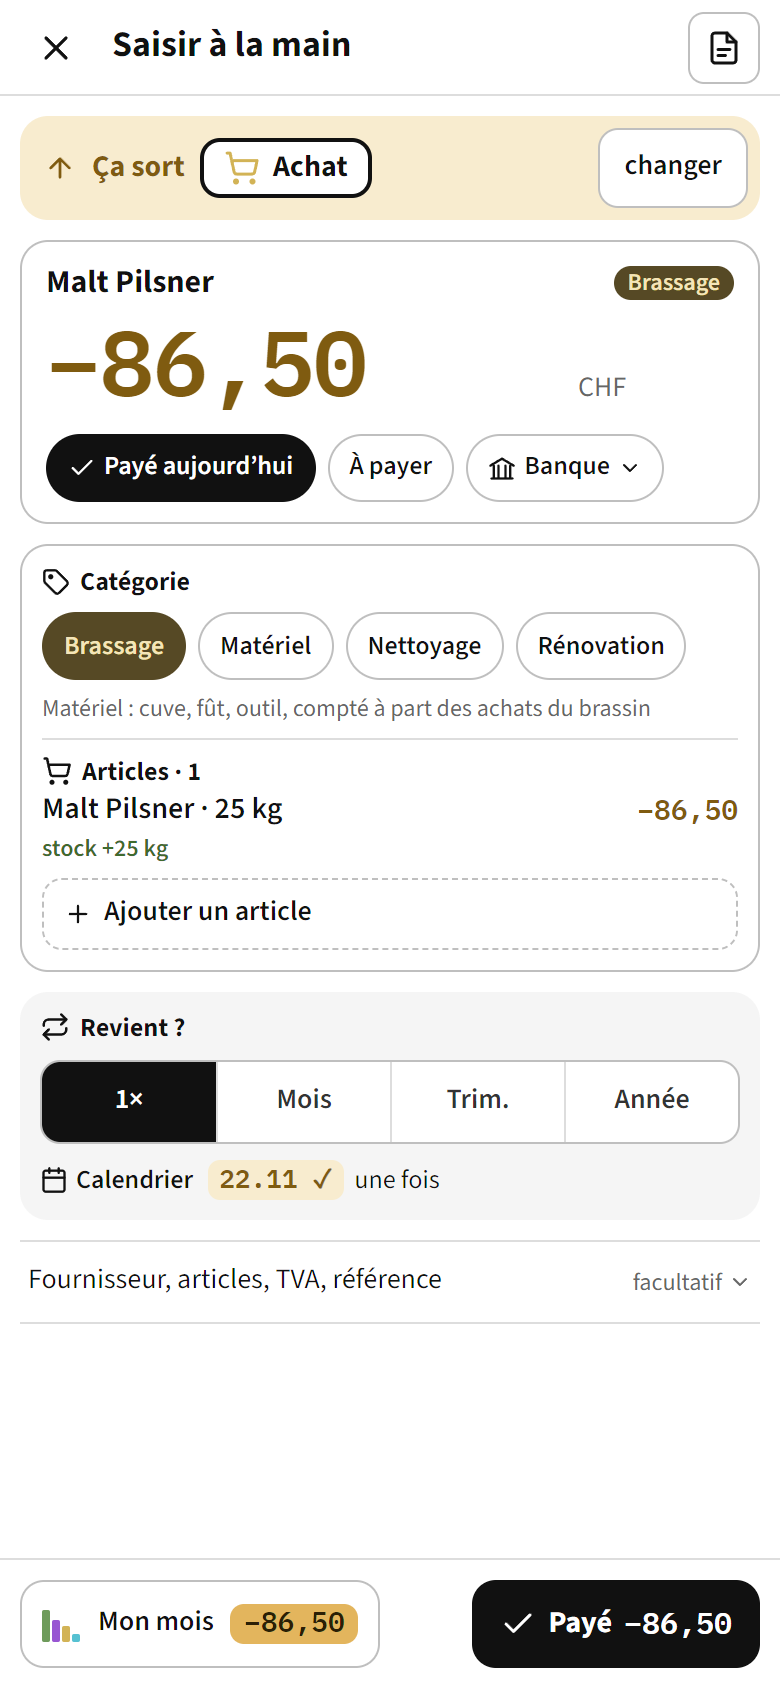 Saisir à la main
Ça sort Achat changer
Malt Pilsner Brassage
−86,50 CHF
Payé aujourd’hui À payer Banque
Catégorie
Brassage Matériel Nettoyage Rénovation
Matériel : cuve, fût, outil, compté à part des achats du brassin
Articles · 1
Malt Pilsner · 25 kg −86,50
stock +25 kg
+ Ajouter un article
Revient ?
1× Mois Trim. Année
Calendrier 22.11 ✓ une fois
Fournisseur, articles, TVA, référence facultatif
Mon mois −86,50 Payé −86,50